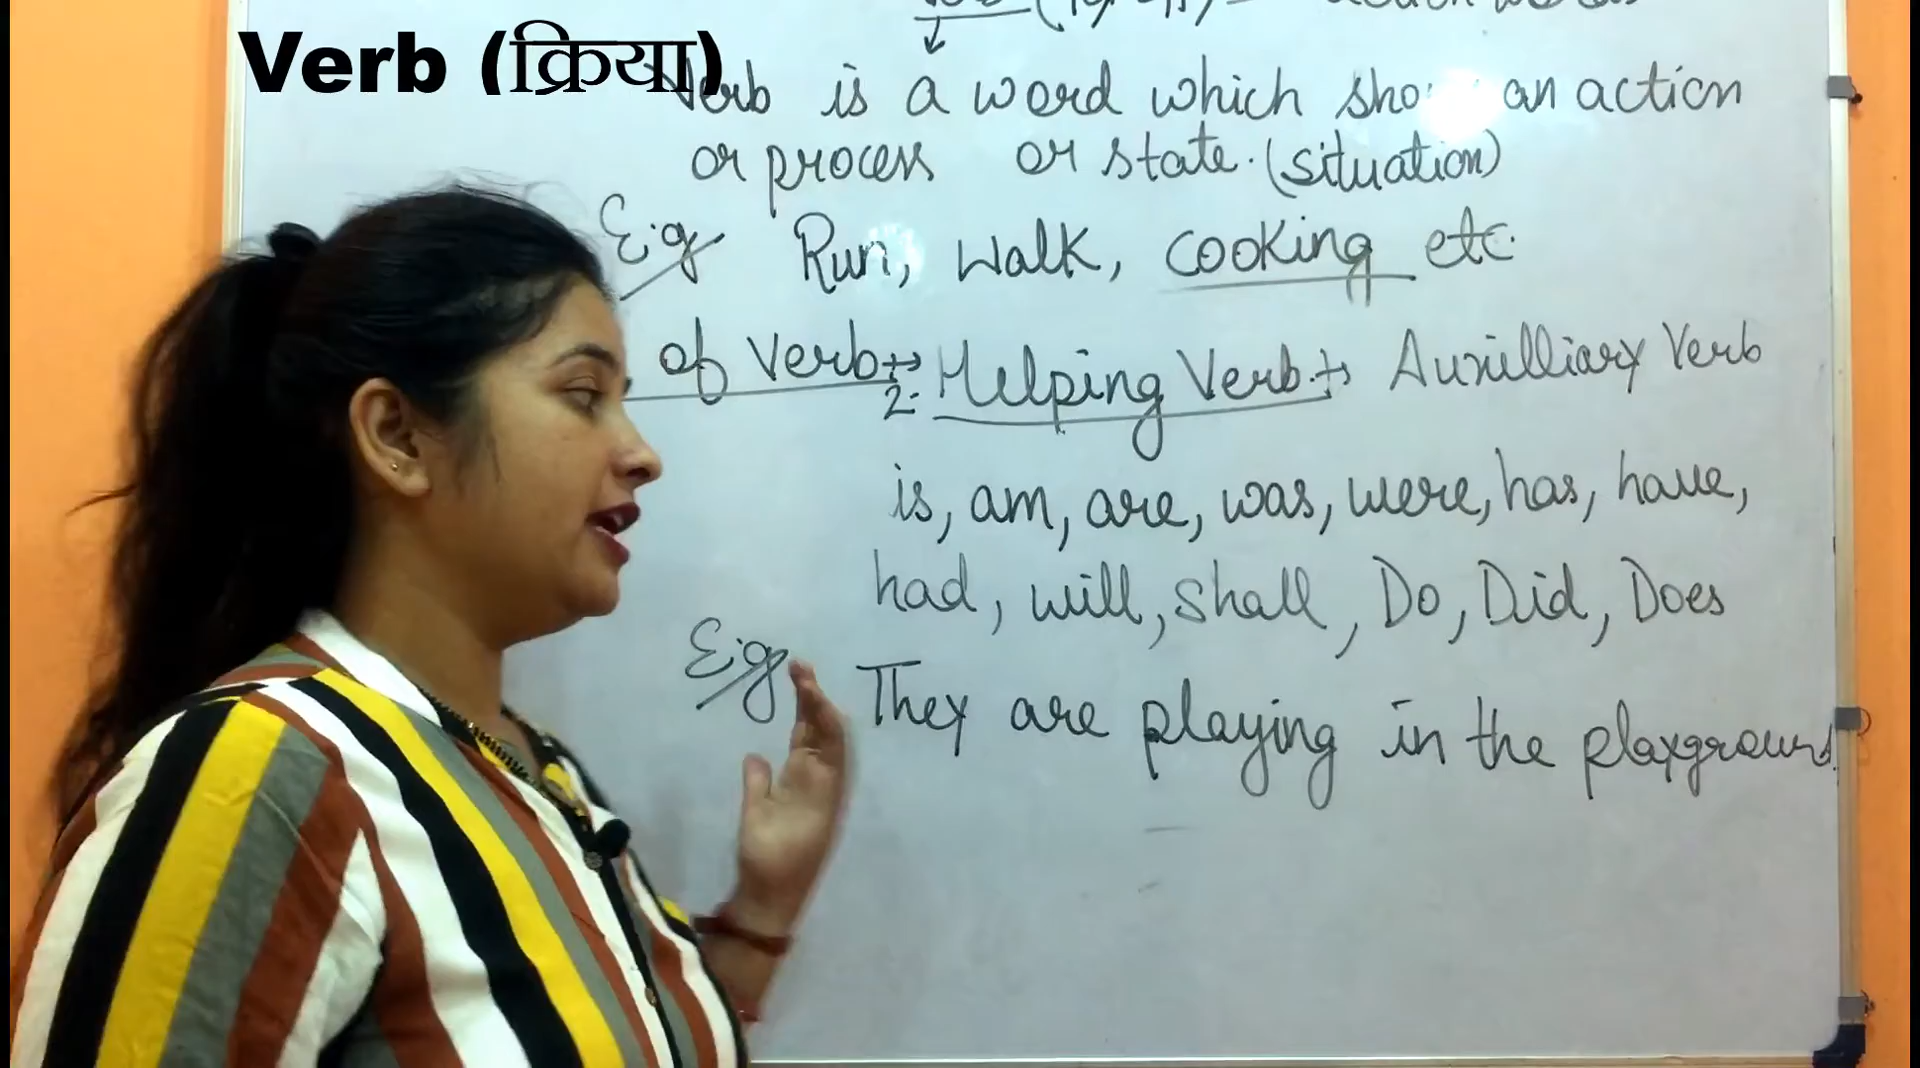 Verb (क्रिया)
Verb is a word which show an action
or process or state. (situation)
E.g Run, Walk, cooking etc.
of Verb →
2. Helping Verb. → Auxilliary Verb
is, am, are, was, were, has, have,
had, will, shall, Do, Did, Does
E.g They are playing in the playground.